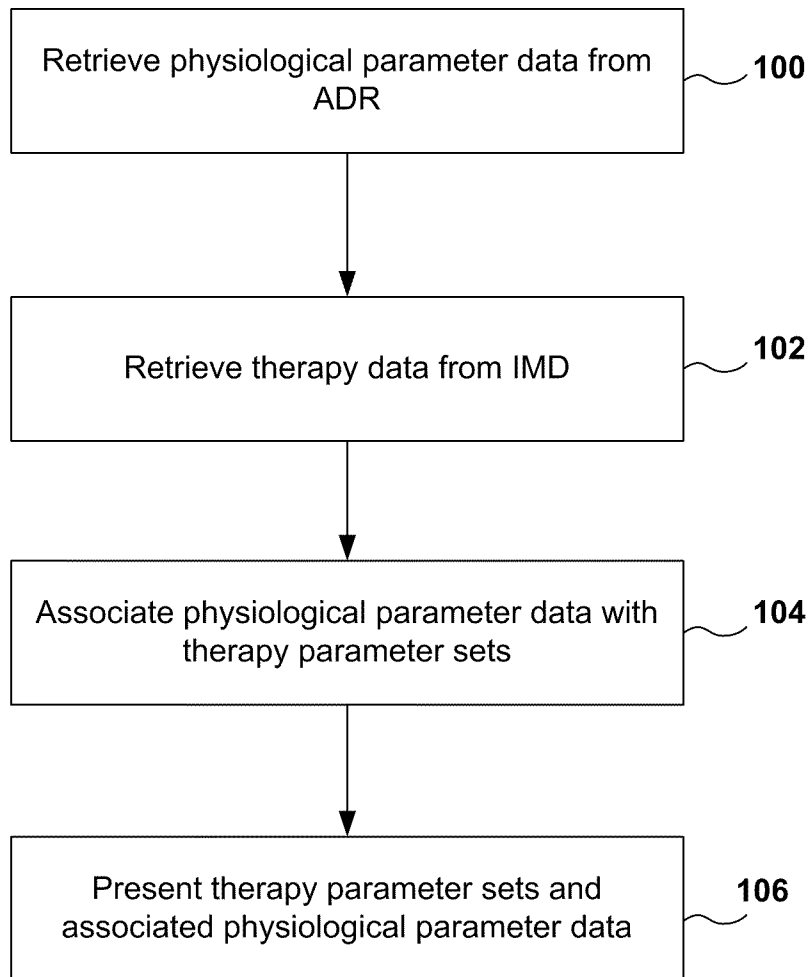 Retrieve physiological parameter data from
ADR
100
Retrieve therapy data from IMD
102
Associate physiological parameter data with
therapy parameter sets
104
Present therapy parameter sets and
associated physiological parameter data
106